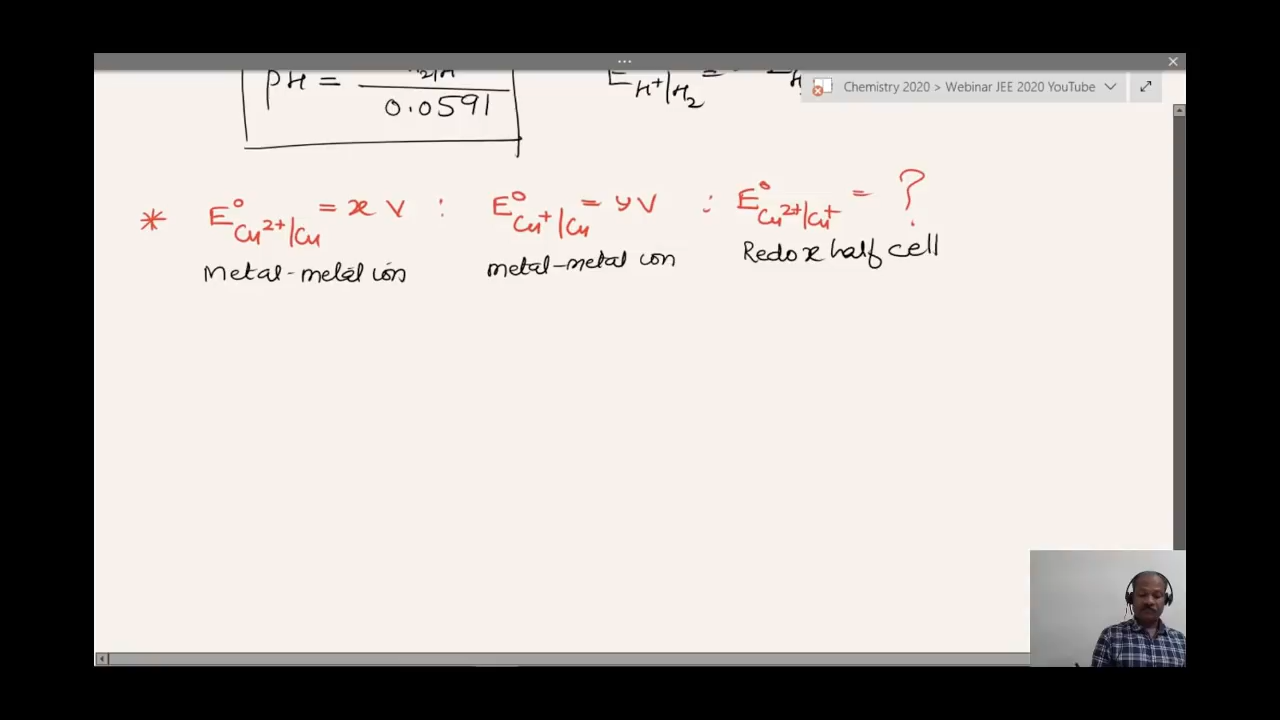 ...
Chemistry 2020 > Webinar JEE 2020 YouTube
pH =
0.0591
E H+/H2 =
* E° Cu2+/Cu = x V : E° Cu+/Cu = y V : E° Cu2+/Cu+ = ?
Metal-metal ion metal-metal ion Redox half cell